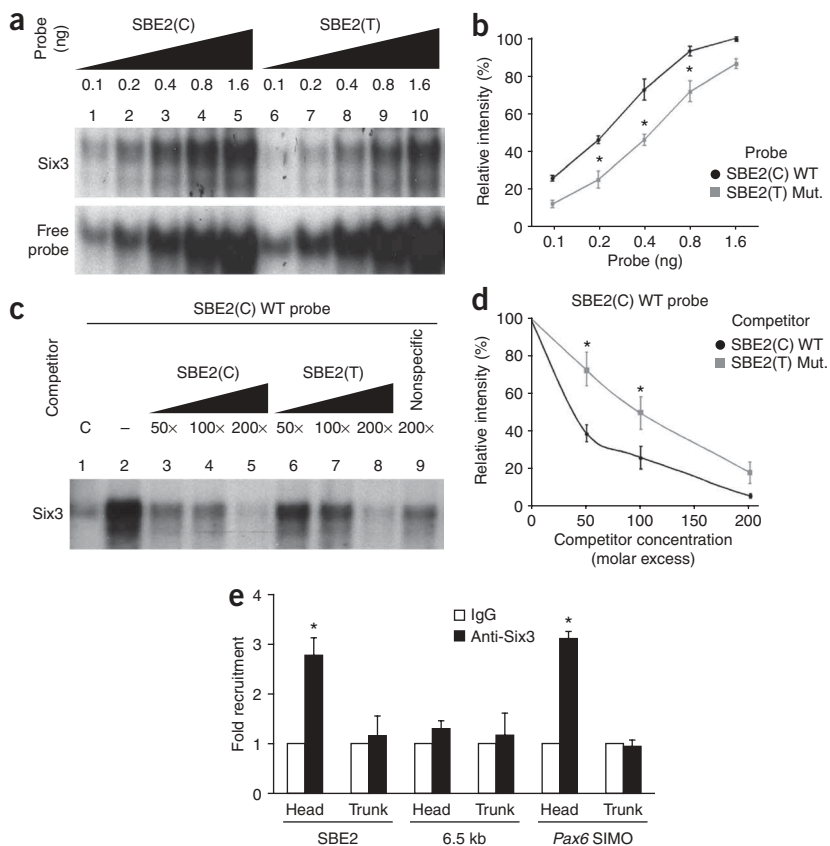 a
SBE2(C) SBE2(T)
Probe (ng)
0.1 0.2 0.4 0.8 1.6 0.1 0.2 0.4 0.8 1.6
1 2 3 4 5 6 7 8 9 10
Six3
Free probe
b
Relative intensity (%)
100
80
60
40
20
0
*
*
*
Probe
SBE2(C) WT
SBE2(T) Mut.
0.1 0.2 0.4 0.8 1.6
Probe (ng)
c
SBE2(C) WT probe
Competitor
SBE2(C) SBE2(T) Nonspecific
C – 50× 100× 200× 50× 100× 200× 200×
1 2 3 4 5 6 7 8 9
Six3
d
SBE2(C) WT probe
Relative intensity (%)
100
80
60
40
20
0
*
*
Competitor
SBE2(C) WT
SBE2(T) Mut.
0 50 100 150 200
Competitor concentration
(molar excess)
e
Fold recruitment
4
3
2
1
0
* *
IgG
Anti-Six3
Head Trunk Head Trunk Head Trunk
SBE2 6.5 kb Pax6 SIMO